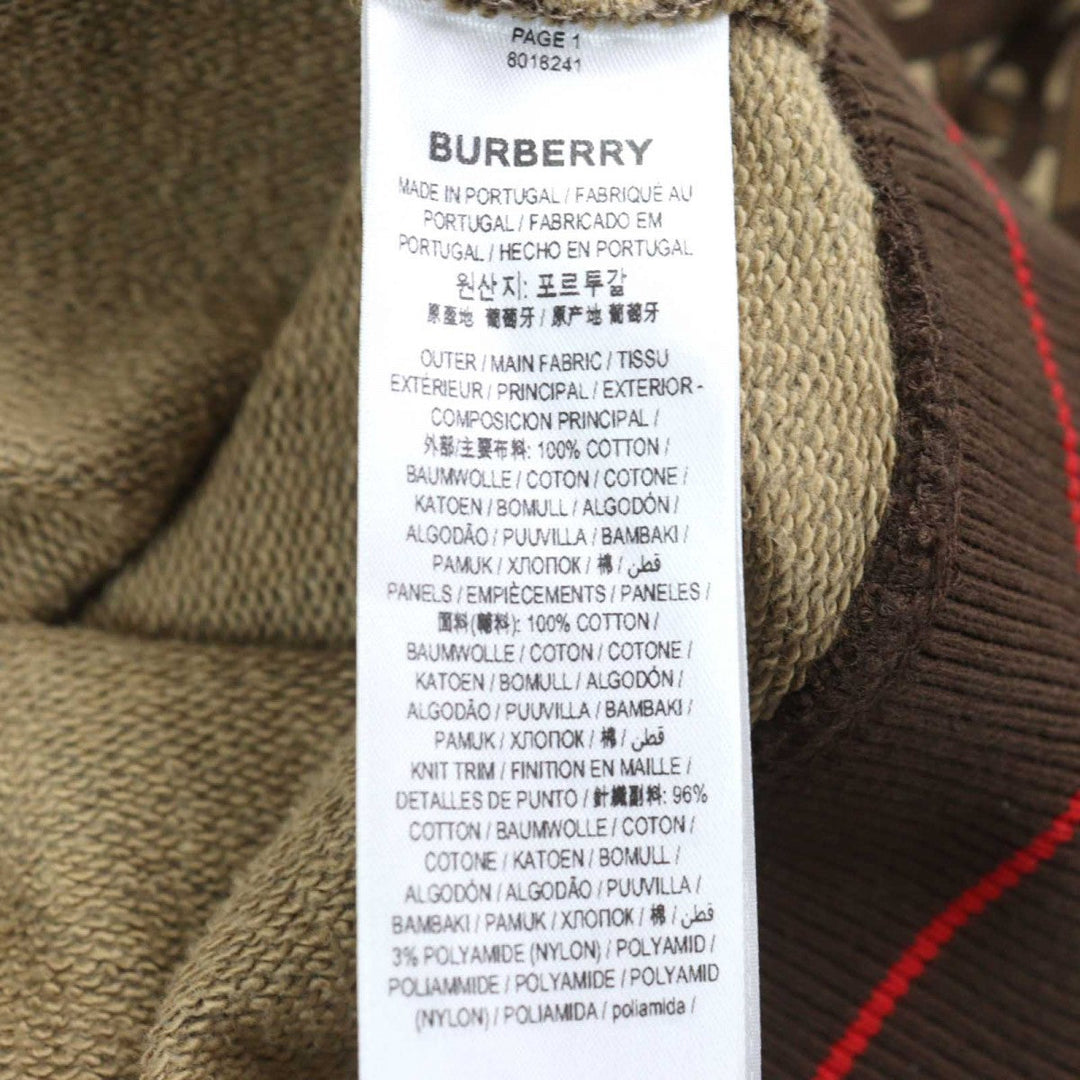 PAGE 1
8018241
BURBERRY
MADE IN PORTUGAL / FABRIQUÉ AU
PORTUGAL / FABRICADO EM
PORTUGAL / HECHO EN PORTUGAL
원산지: 포르투갈
原產地 葡萄牙 / 原产地 葡萄牙
OUTER / MAIN FABRIC / TISSU
EXTÉRIEUR / PRINCIPAL / EXTERIOR -
COMPOSICION PRINCIPAL /
外部/主要布料: 100% COTTON /
BAUMWOLLE / COTON / COTONE /
KATOEN / BOMULL / ALGODÓN /
ALGODÃO / PUUVILLA / BAMBAKI /
PAMUK / ХЛОПОК / 棉 / قطن
PANELS / EMPIÈCEMENTS / PANELES /
面料(輔料): 100% COTTON /
BAUMWOLLE / COTON / COTONE /
KATOEN / BOMULL / ALGODÓN /
ALGODÃO / PUUVILLA / BAMBAKI /
PAMUK / ХЛОПОК / 棉 / قطن
KNIT TRIM / FINITION EN MAILLE /
DETALLES DE PUNTO / 針織副料: 96%
COTTON / BAUMWOLLE / COTON /
COTONE / KATOEN / BOMULL /
ALGODÓN / ALGODÃO / PUUVILLA /
BAMBAKI / PAMUK / ХЛОПОК / 棉 / قطن
3% POLYAMIDE (NYLON) / POLYAMID /
POLIAMMIDE / POLYAMIDE / POLYAMID
(NYLON) / POLIAMIDA / poliamida /